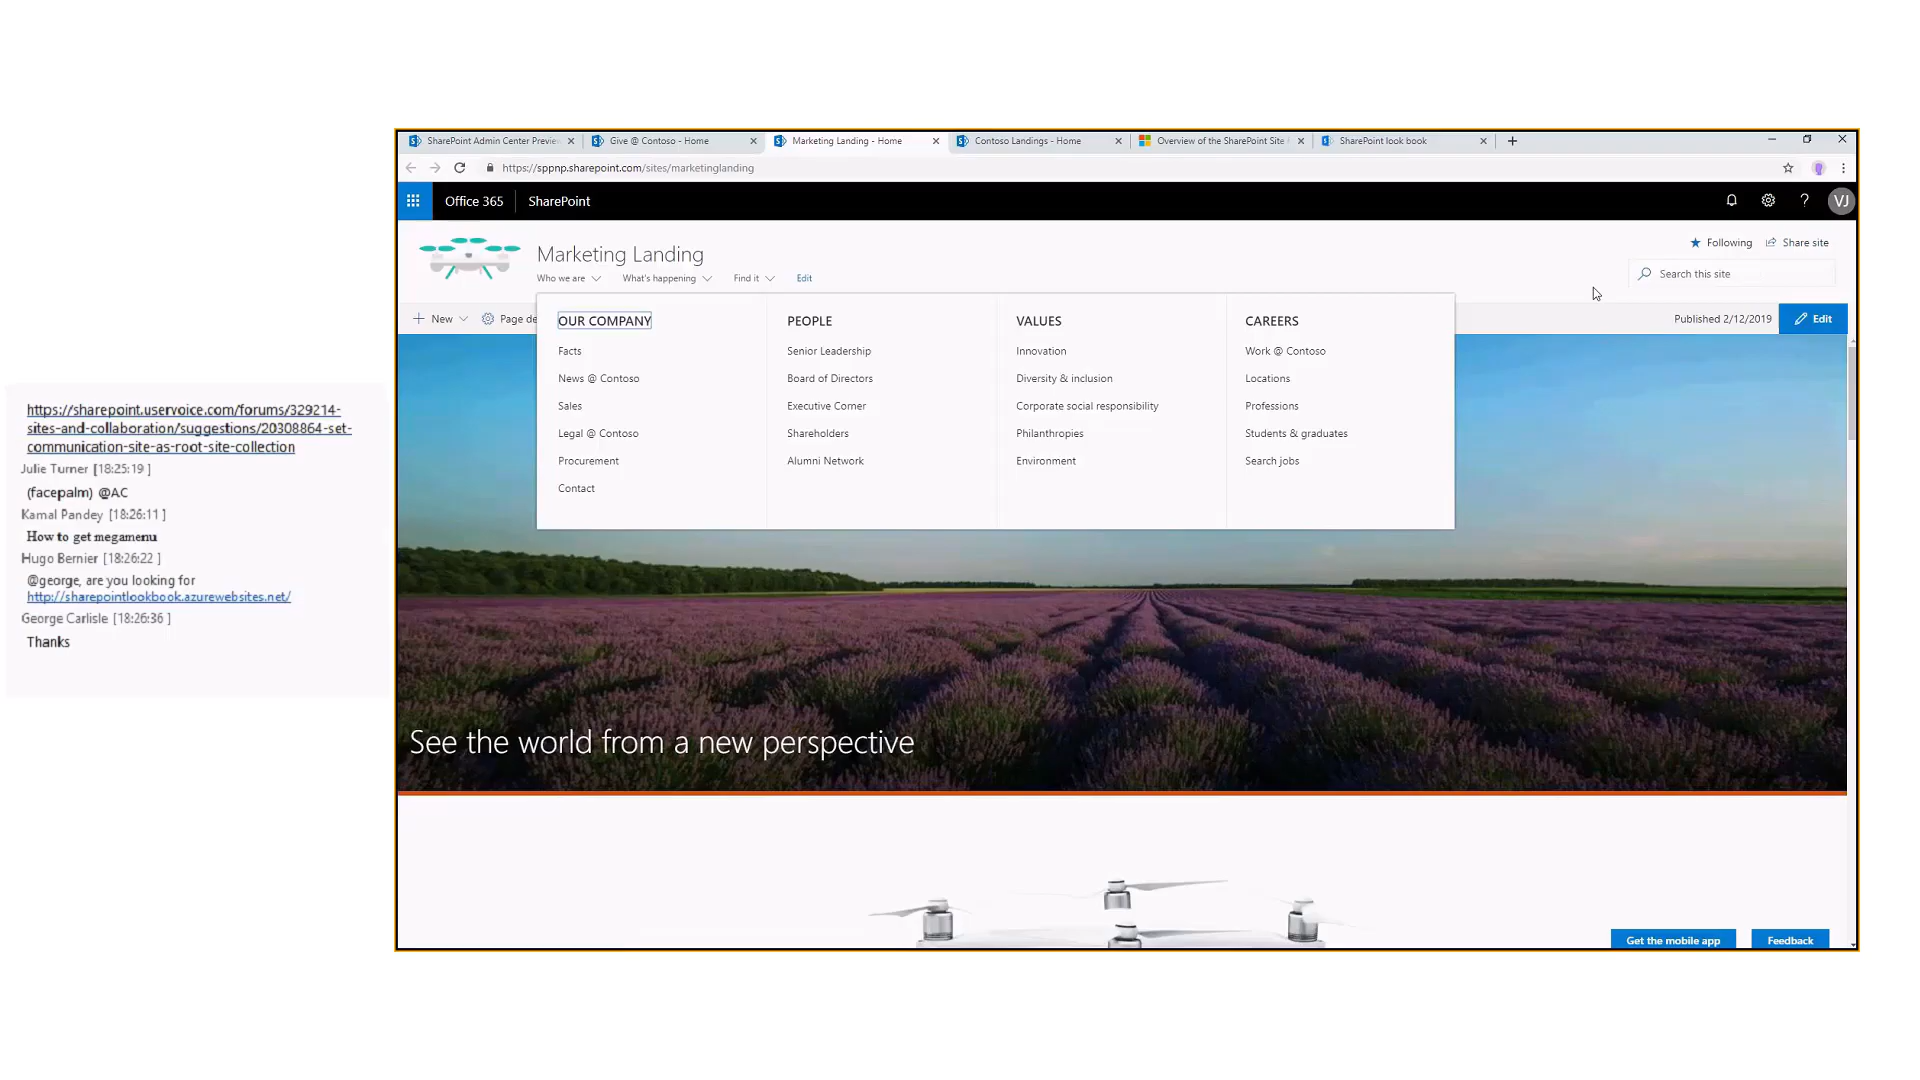 https://sharepoint.uservoice.com/forums/329214-
sites-and-collaboration/suggestions/20308864-set-
communication-site-as-root-site-collection
Julie Turner [18:25:19 ]
(facepalm) @AC
Kamal Pandey [18:26:11 ]
How to get megamenu
Hugo Bernier [18:26:22 ]
@george, are you looking for
http://sharepointlookbook.azurewebsites.net/
George Carlisle [18:26:36 ]
Thanks
SharePoint Admin Center Preview
Give @ Contoso - Home
Marketing Landing - Home
Contoso Landings - Home
Overview of the SharePoint Site
SharePoint look book
https://sppnp.sharepoint.com/sites/marketinglanding
Office 365
SharePoint
?
VJ
Marketing Landing
Following
Share site
Who we are
What's happening
Find it
Edit
Search this site
New
Page de
Published 2/12/2019
Edit
OUR COMPANY
Facts
News @ Contoso
Sales
Legal @ Contoso
Procurement
Contact
PEOPLE
Senior Leadership
Board of Directors
Executive Corner
Shareholders
Alumni Network
VALUES
Innovation
Diversity & inclusion
Corporate social responsibility
Philanthropies
Environment
CAREERS
Work @ Contoso
Locations
Professions
Students & graduates
Search jobs
See the world from a new perspective
Get the mobile app
Feedback